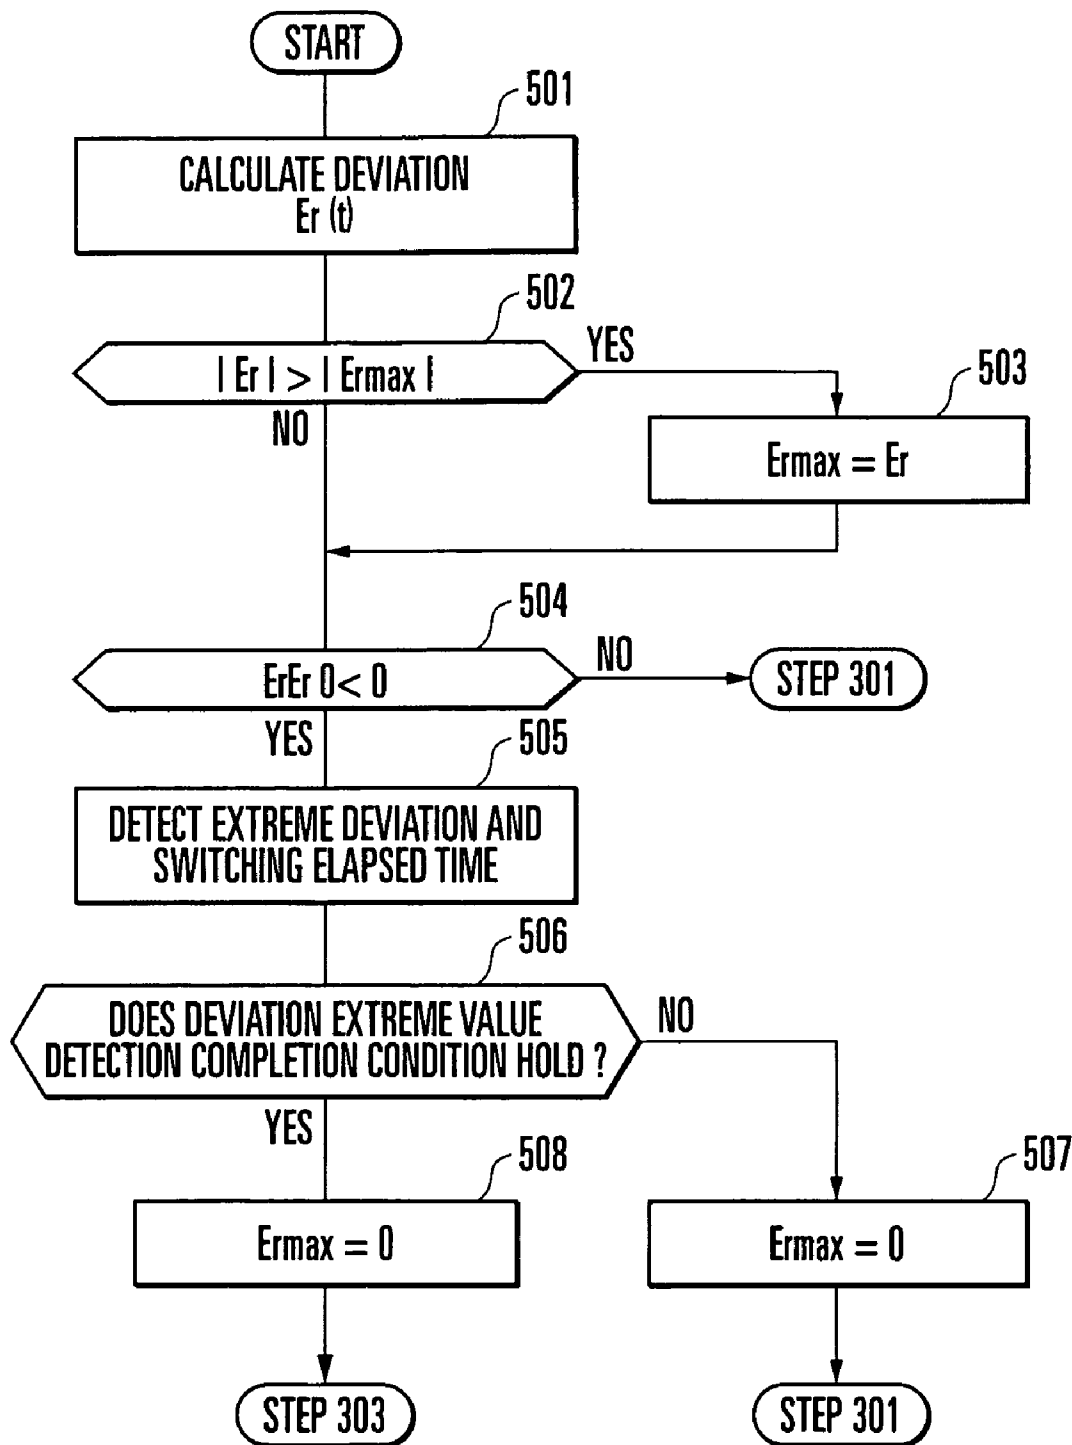 START
501
CALCULATE DEVIATION
Er (t)
502
| Er | > | Ermax |
YES
NO
503
Ermax = Er
504
ErEr 0< 0
NO
STEP 301
YES
505
DETECT EXTREME DEVIATION AND
SWITCHING ELAPSED TIME
506
DOES DEVIATION EXTREME VALUE
DETECTION COMPLETION CONDITION HOLD ?
NO
YES
508
Ermax = 0
507
Ermax = 0
STEP 303
STEP 301